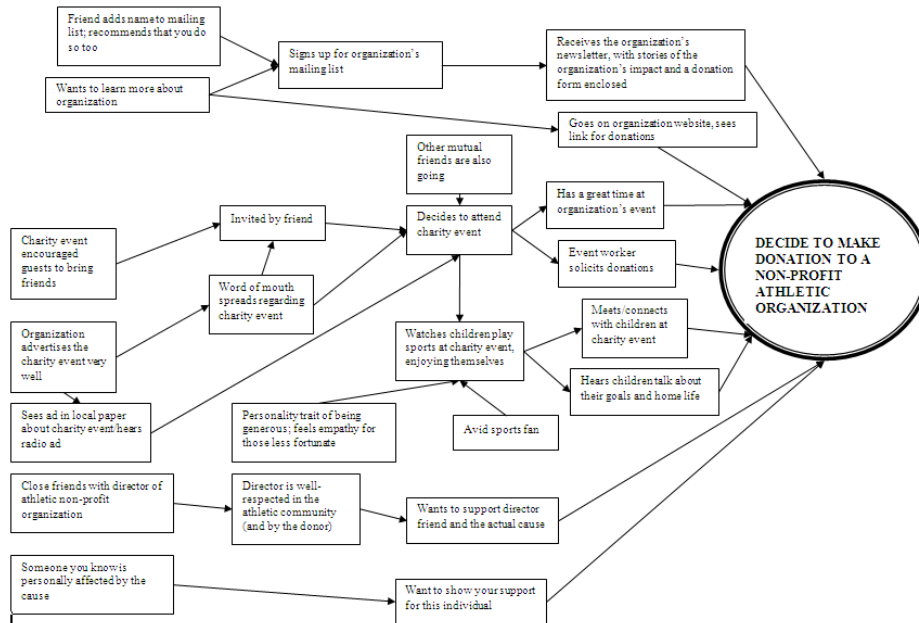 Friend adds name to mailing
list; recommends that you do
so too
Signs up for organization's
mailing list
Receives the organization's
newsletter, with stories of the
organization's impact and a donation
form enclosed
Wants to learn more about
organization
Goes on organization website, sees
link for donations
Other mutual
friends are also
going
Has a great time at
organization's event
Invited by friend
Decides to attend
charity event
Charity event
encouraged
guests to bring
friends
Event worker
solicits donations
DECIDE TO MAKE
DONATION TO A
NON-PROFIT
ATHLETIC
ORGANIZATION
Word of mouth
spreads regarding
charity event
Organization
advertises the
charity event very
well
Watches children play
sports at charity event,
enjoying themselves
Meets/connects
with children at
charity event
Hears children talk about
their goals and home life
Sees ad in local paper
about charity event/hears
radio ad
Personality trait of being
generous; feels empathy for
those less fortunate
Avid sports fan
Close friends with director of
athletic non-profit
organization
Director is well-
respected in the
athletic community
(and by the donor)
Wants to support director
friend and the actual cause
Someone you know is
personally affected by the
cause
Want to show your support
for this individual